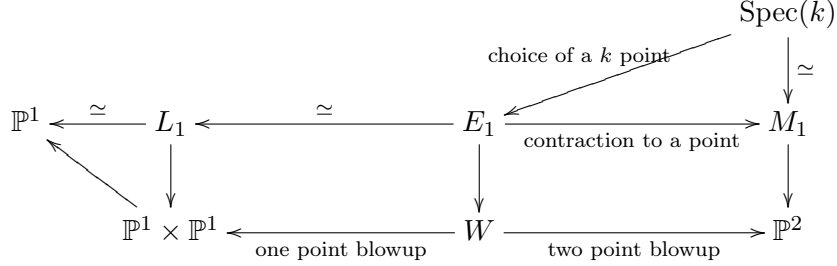 Spec(k)
choice of a k point
≃
ℙ¹ ≃ L₁ ≃ E₁ M₁
contraction to a point
ℙ¹ × ℙ¹ W ℙ²
one point blowup two point blowup